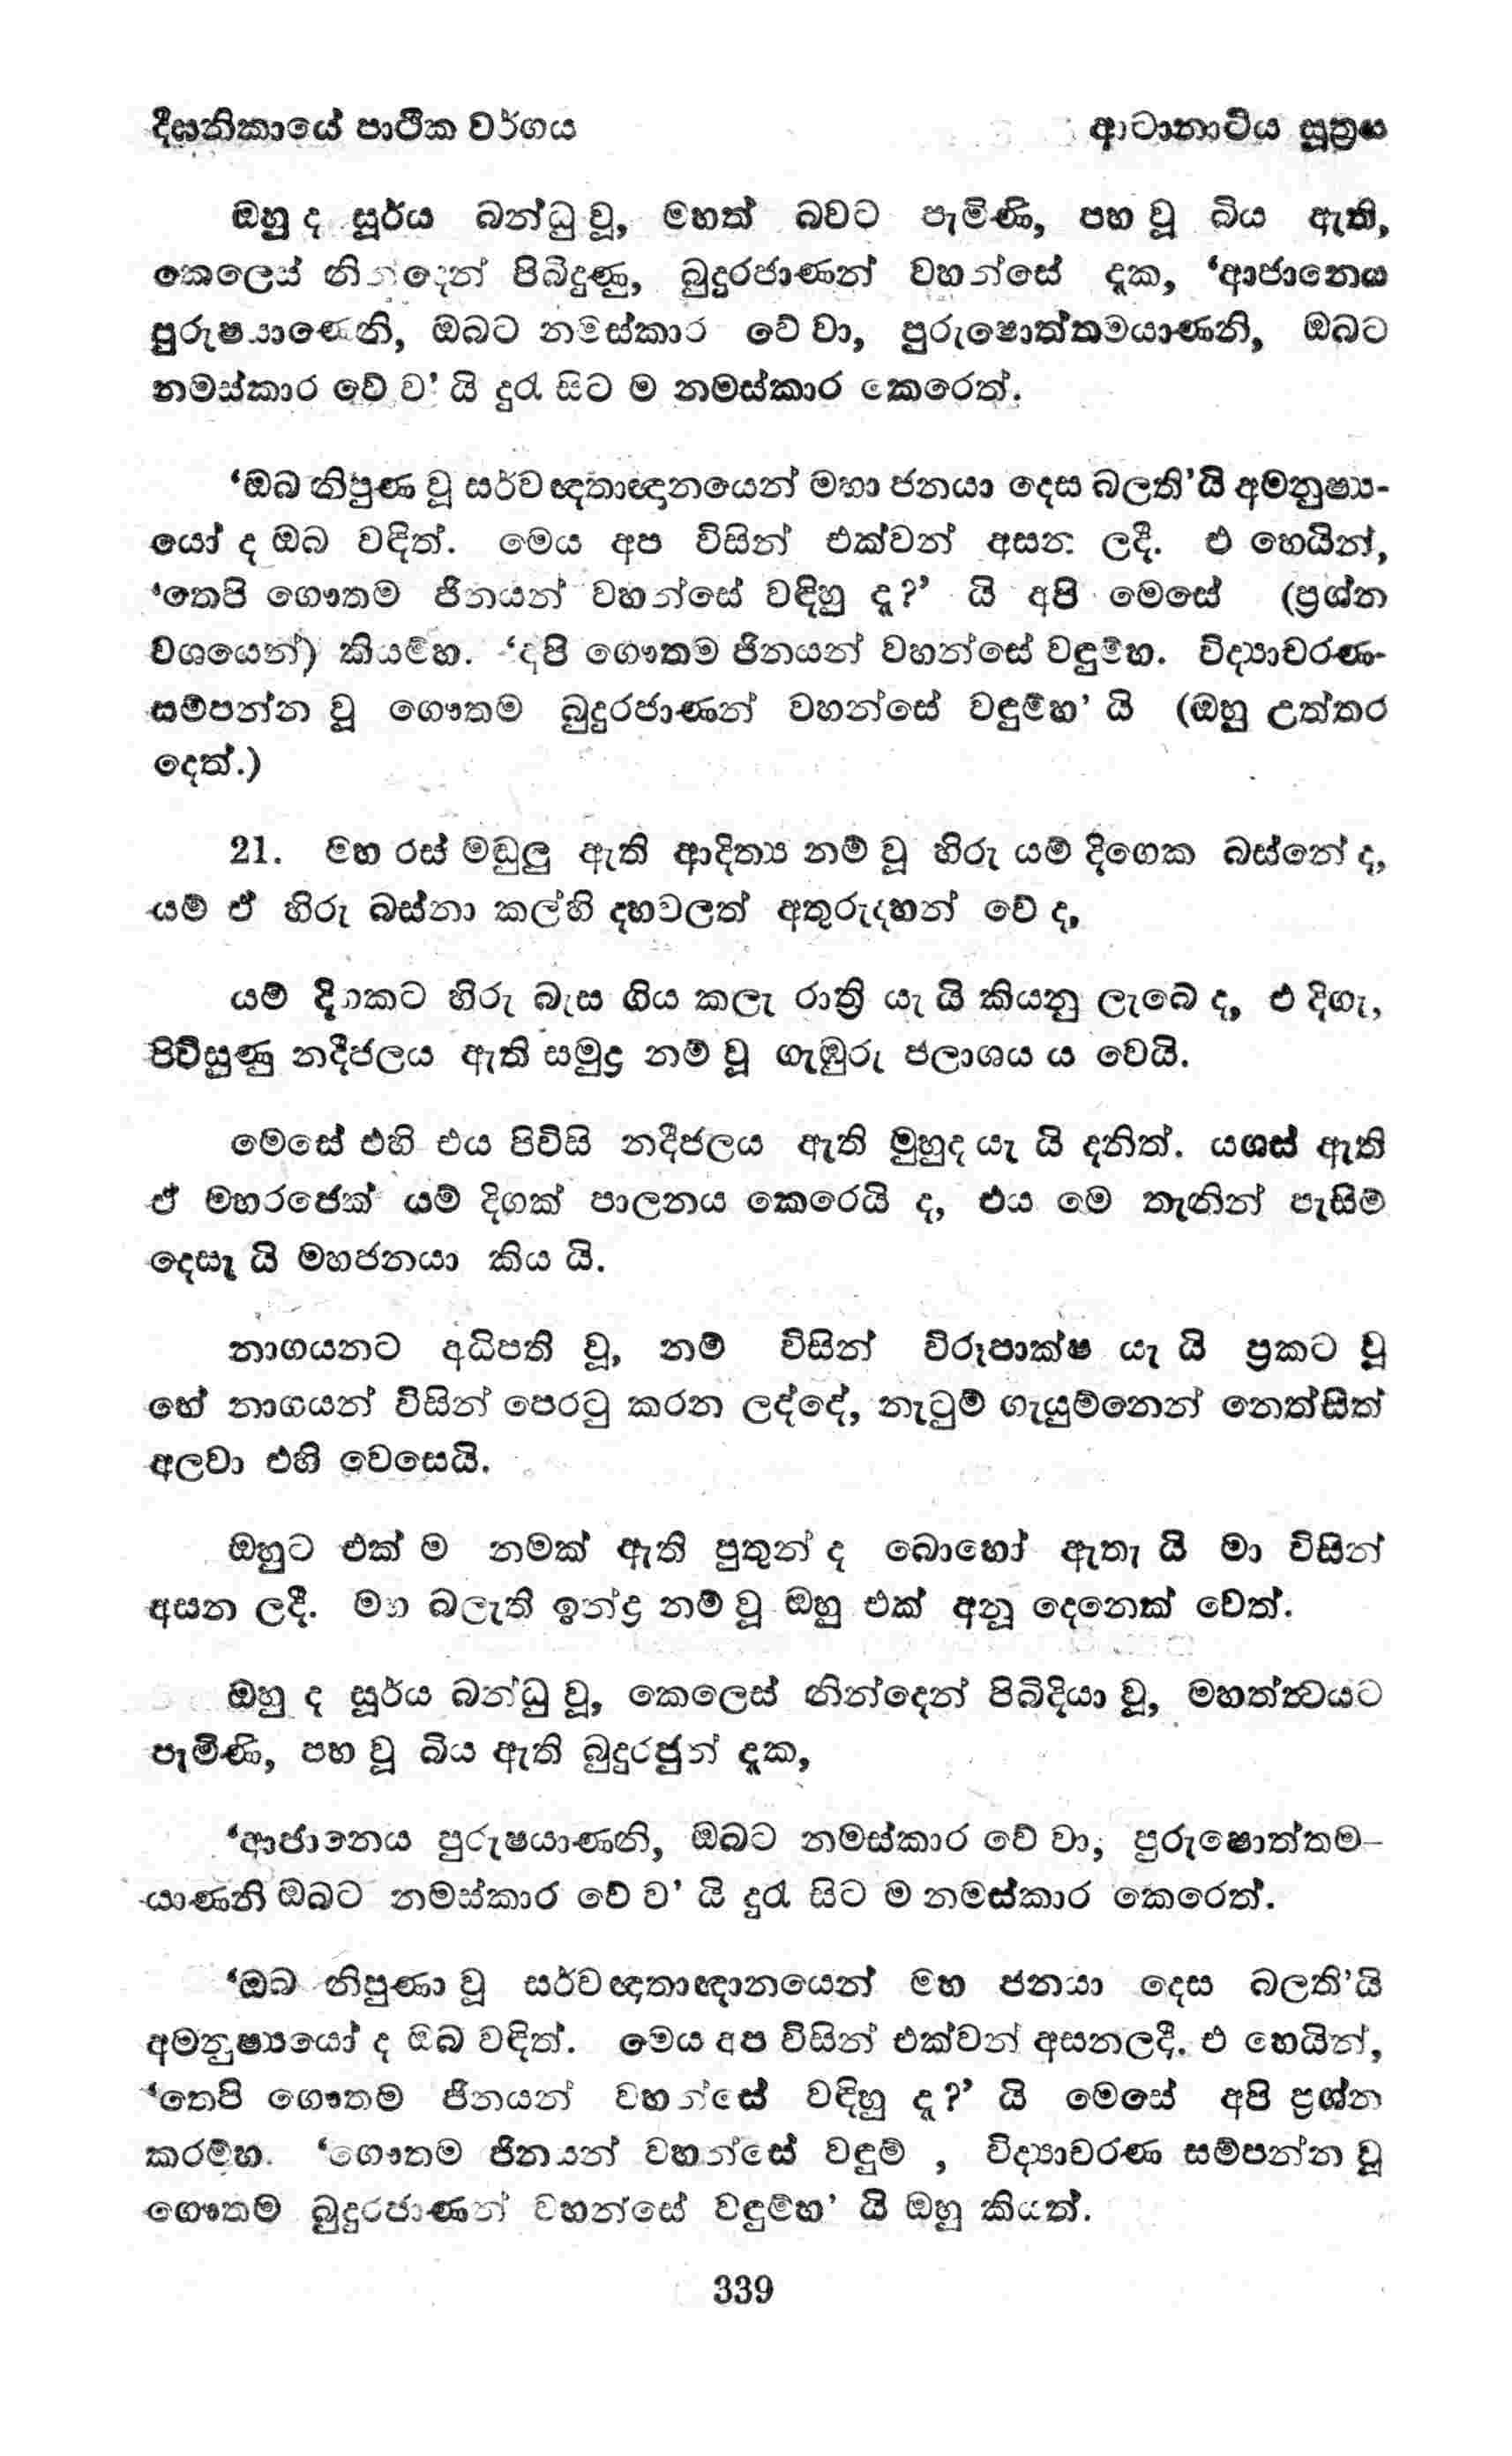 දීඝනිකායේ පාථික වර්ගය
ආටානාටිය සූත්‍රය
ඔහු ද සූර්ය බන්ධු වූ, මහත් බවට පැමිණි, පහ වූ බිය ඇති,
කෙලෙස් නින්දෙන් පිබිදුණු, බුදුරජාණන් වහන්සේ දැක, ‘ආජානෙය
පුරුෂයාණෙනි, ඔබට නමස්කාර වේ වා, පුරුෂොත්තමයාණනි, ඔබට
නමස්කාර වේ ව’ යි දුරැ සිට ම නමස්කාර කෙරෙත්.
‘ඔබ නිපුණ වූ සර්වඥතාඥානයෙන් මහා ජනයා දෙස බලති’යි අමනුෂ්‍ය-
යෝ ද ඔබ වඳිත්. මෙය අප විසින් එක්වන් අසන ලදී. එ හෙයින්,
‘තෙපි ගෞතම ජිනයන් වහන්සේ වඳිහු දැ?’ යි අපි මෙසේ (ප්‍රශ්න
වශයෙන්) කියම්හ. ‘අපි ගෞතම ජිනයන් වහන්සේ වඳුම්හ. විද්‍යාචරණ-
සම්පන්න වූ ගෞතම බුදුරජාණන් වහන්සේ වඳුම්හ’ යි (ඔහු උත්තර
දෙත්.)
21. මහ රැස් මඬුලු ඇති ආදිත්‍ය නම් වූ හිරු යම් දිගෙක බස්නේ ද,
යම් ඒ හිරු බස්නා කල්හි දහවලත් අතුරුදහන් වේ ද,
යම් දිගකට හිරු බැස ගිය කලැ රාත්‍රි යැ යි කියනු ලැබෙ ද, එ දිගැ,
පිවිසුණු නදීජලය ඇති සමුද්‍ර නම් වූ ගැඹුරු ජලාශය ය වෙයි.
මෙසේ එහි එය පිවිසි නදීජලය ඇති මුහුද යැ යි දනිත්. යශස් ඇති
ඒ මහරජෙක් යම් දිගක් පාලනය කෙරෙයි ද, එය මෙ තැනින් පැසිම්
දෙසැ යි මහජනයා කිය යි.
නාගයනට අධිපති වූ, නම් විසින් විරූපාක්ෂ යැ යි ප්‍රකට වූ
හේ නාගයන් විසින් පෙරටු කරන ලද්දේ, නැටුම් ගැයුම්නෙන් නෙත්සිත්
අලවා එහි වෙසෙයි.
ඔහුට එක් ම නමක් ඇති පුතුන් ද බොහෝ ඇතැ යි මා විසින්
අසන ලදී. මහ බලැති ඉන්ද්‍ර නම් වූ ඔහු එක් අනූ දෙනෙක් වෙත්.
ඔහු ද සූර්ය බන්ධු වූ, කෙලෙස් නින්දෙන් පිබිදියා වූ, මහත්ත්වයට
පැමිණි, පහ වූ බිය ඇති බුදුරජුන් දැක,
‘ආජානෙය පුරුෂයාණනි, ඔබට නමස්කාර වේ වා, පුරුෂොත්තම-
යාණනි ඔබට නමස්කාර වේ ව’ යි දුරැ සිට ම නමස්කාර කෙරෙත්.
‘ඔබ නිපුණා වූ සර්වඥතාඥානයෙන් මහ ජනයා දෙස බලති’යි
අමනුෂ්‍යයෝ ද ඔබ වඳිත්. මෙය අප විසින් එක්වන් අසනලදී. එ හෙයින්,
‘තෙපි ගෞතම ජිනයන් වහන්සේ වඳිහු දැ?’ යි මෙසේ අපි ප්‍රශ්න
කරම්හ. ‘ගෞතම ජිනයන් වහන්සේ වඳුම් , විද්‍යාචරණ සම්පන්න වූ
ගෞතම බුදුරජාණන් වහන්සේ වඳුම්හ’ යි ඔහු කියත්.
339